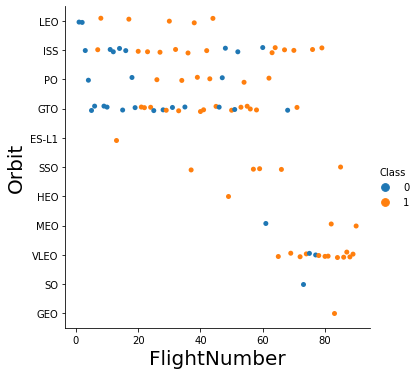 LEO
ISS
PO
GTO
ES-L1
SSO
HEO
MEO
VLEO
SO
GEO
Orbit
0 20 40 60 80
FlightNumber
Class
0
1